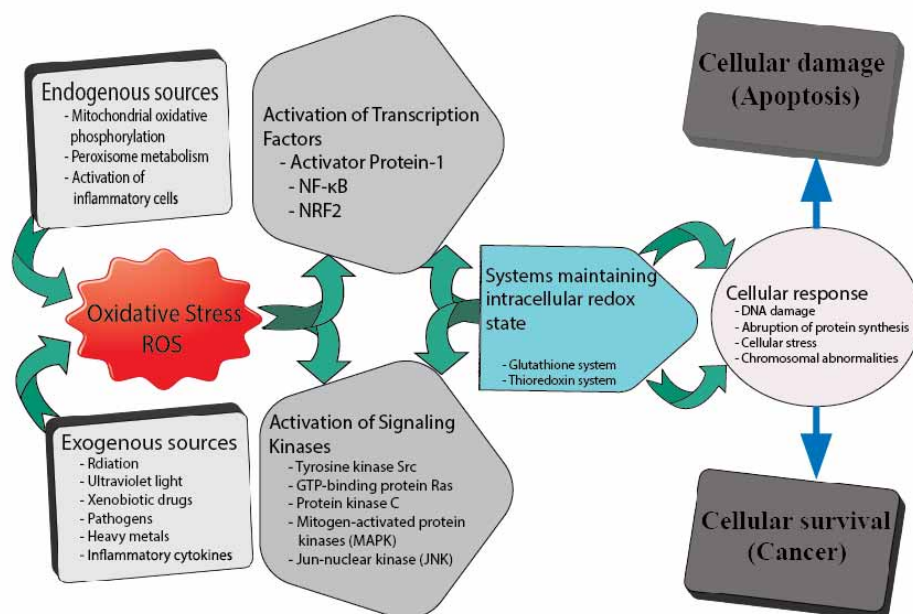 Endogenous sources
- Mitochondrial oxidative
phosphorylation
- Peroxisome metabolism
- Activation of
inflammatory cells
Oxidative Stress
ROS
Exogenous sources
- Rdiation
- Ultraviolet light
- Xenobiotic drugs
- Pathogens
- Heavy metals
- Inflammatory cytokines
Activation of Transcription
Factors
- Activator Protein-1
- NF-κB
- NRF2
Activation of Signaling
Kinases
- Tyrosine kinase Src
- GTP-binding protein Ras
- Protein kinase C
- Mitogen-activated protein
kinases (MAPK)
- Jun-nuclear kinase (JNK)
Systems maintaining
intracellular redox
state
- Glutathione system
- Thioredoxin system
Cellular response
- DNA damage
- Abruption of protein synthesis
- Cellular stress
- Chromosomal abnormalities
Cellular damage
(Apoptosis)
Cellular survival
(Cancer)